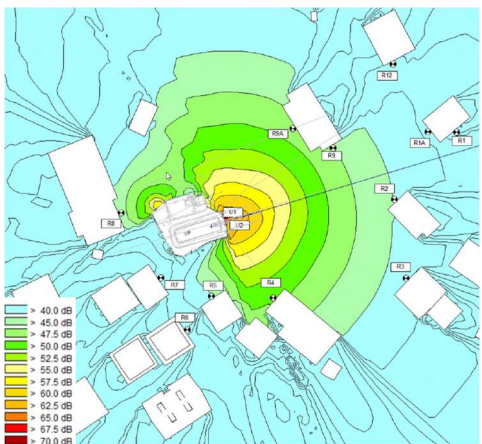 R12
R9A
R9
R1A
R1
R2
R8
U1
U2
R3
R7
R5
R4
R6
> 40.0 dB
> 45.0 dB
> 47.5 dB
> 50.0 dB
> 52.5 dB
> 55.0 dB
> 57.5 dB
> 60.0 dB
> 62.5 dB
> 65.0 dB
> 67.5 dB
> 70.0 dB